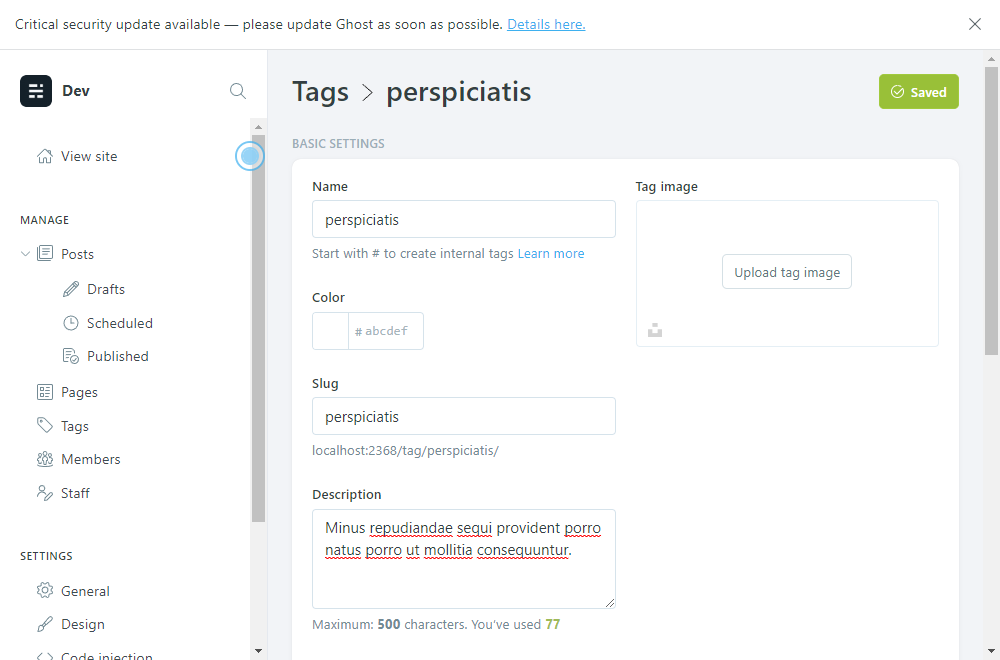 Critical security update available — please update Ghost as soon as possible. Details here.
Dev
View site
MANAGE
Posts
Drafts
Scheduled
Published
Pages
Tags
Members
Staff
SETTINGS
General
Design
Code injection
Tags > perspiciatis
Saved
BASIC SETTINGS
Name
perspiciatis
Start with # to create internal tags Learn more
Color
# abcdef
Slug
perspiciatis
localhost:2368/tag/perspiciatis/
Description
Minus repudiandae sequi provident porro
natus porro ut mollitia consequuntur.
Maximum: 500 characters. You've used 77
Tag image
Upload tag image